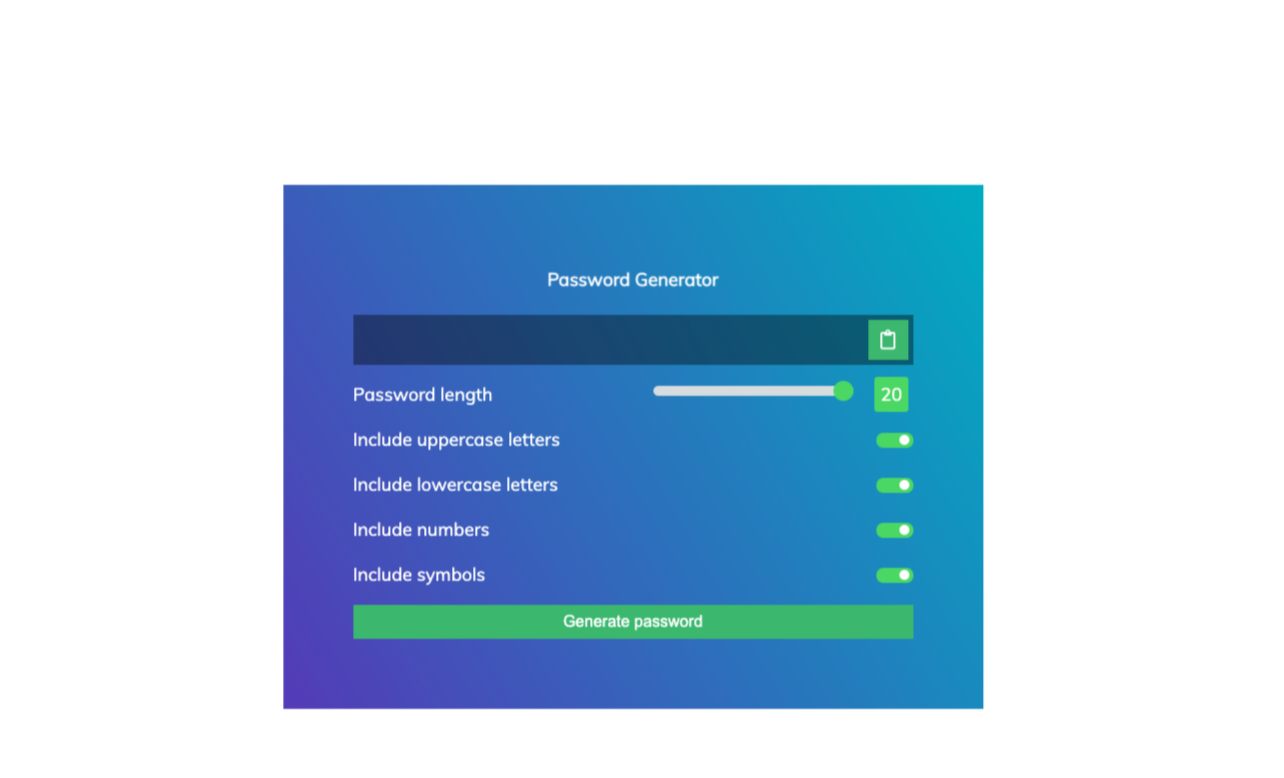 Password Generator
Password length 20
Include uppercase letters
Include lowercase letters
Include numbers
Include symbols
Generate password